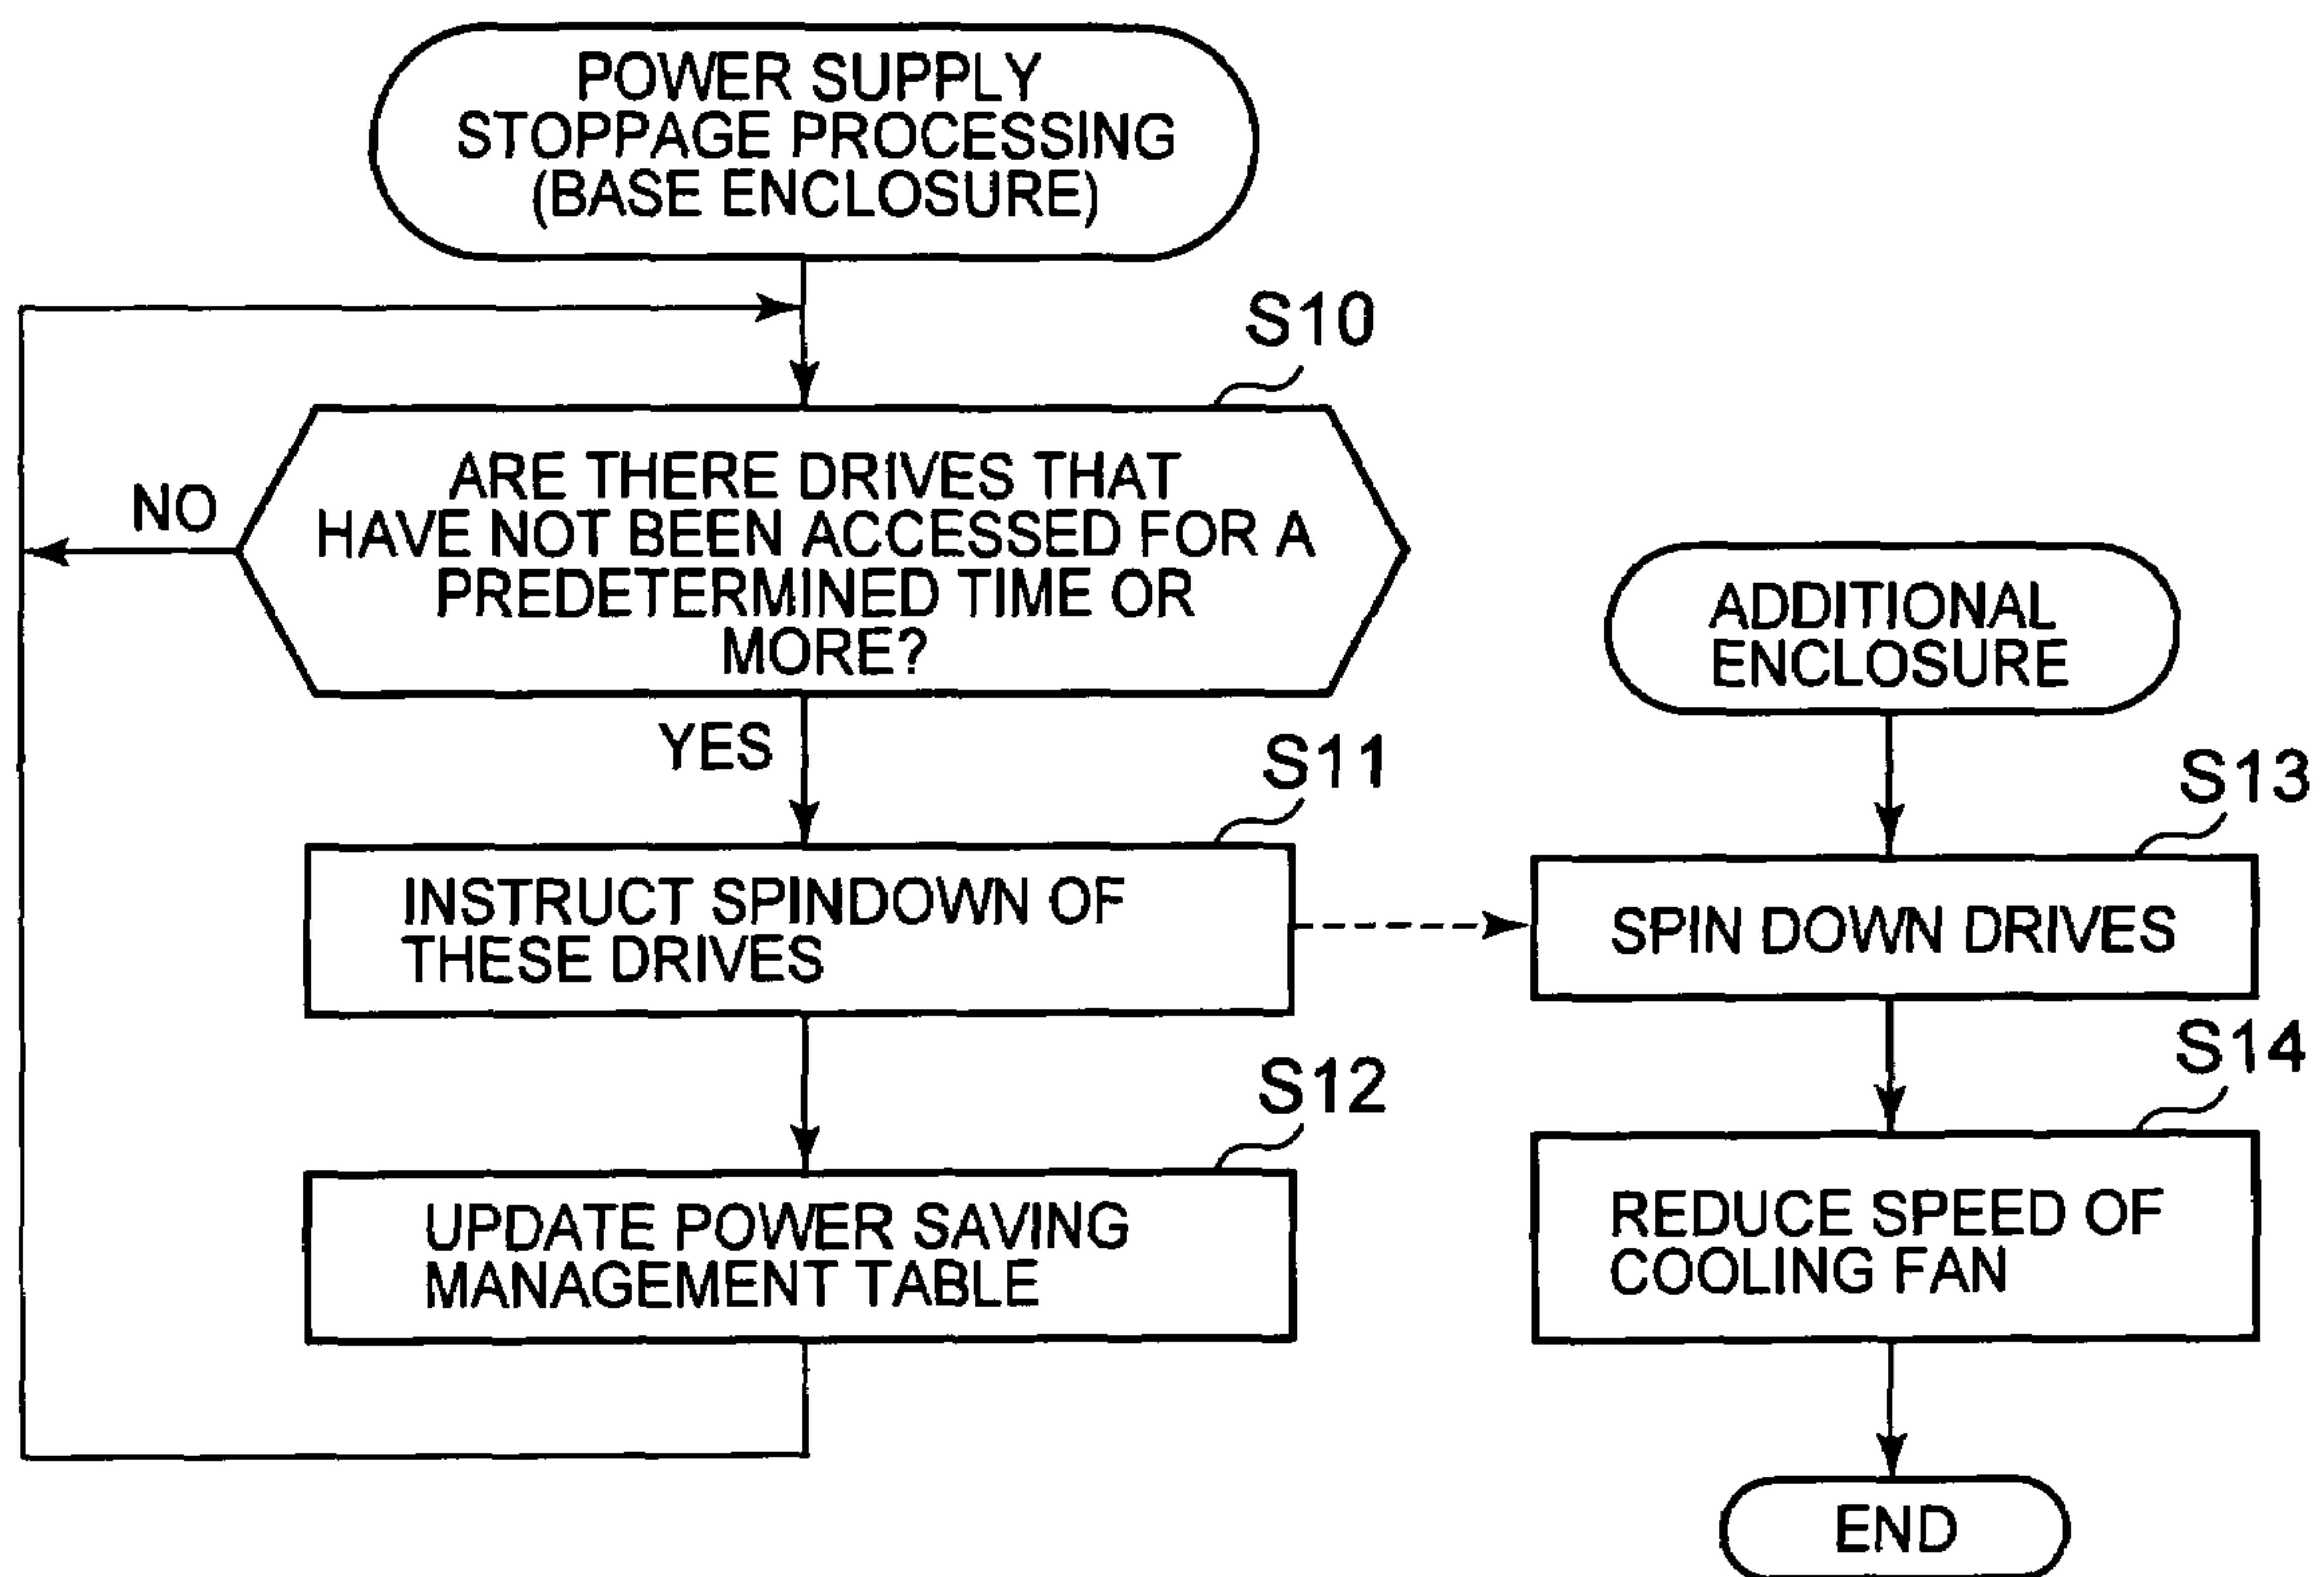 POWER SUPPLY
STOPPAGE PROCESSING
(BASE ENCLOSURE)
S10
ARE THERE DRIVES THAT
HAVE NOT BEEN ACCESSED FOR A
PREDETERMINED TIME OR
MORE?
NO
YES
S11
INSTRUCT SPINDOWN OF
THESE DRIVES
S12
UPDATE POWER SAVING
MANAGEMENT TABLE
ADDITIONAL
ENCLOSURE
S13
SPIN DOWN DRIVES
S14
REDUCE SPEED OF
COOLING FAN
END